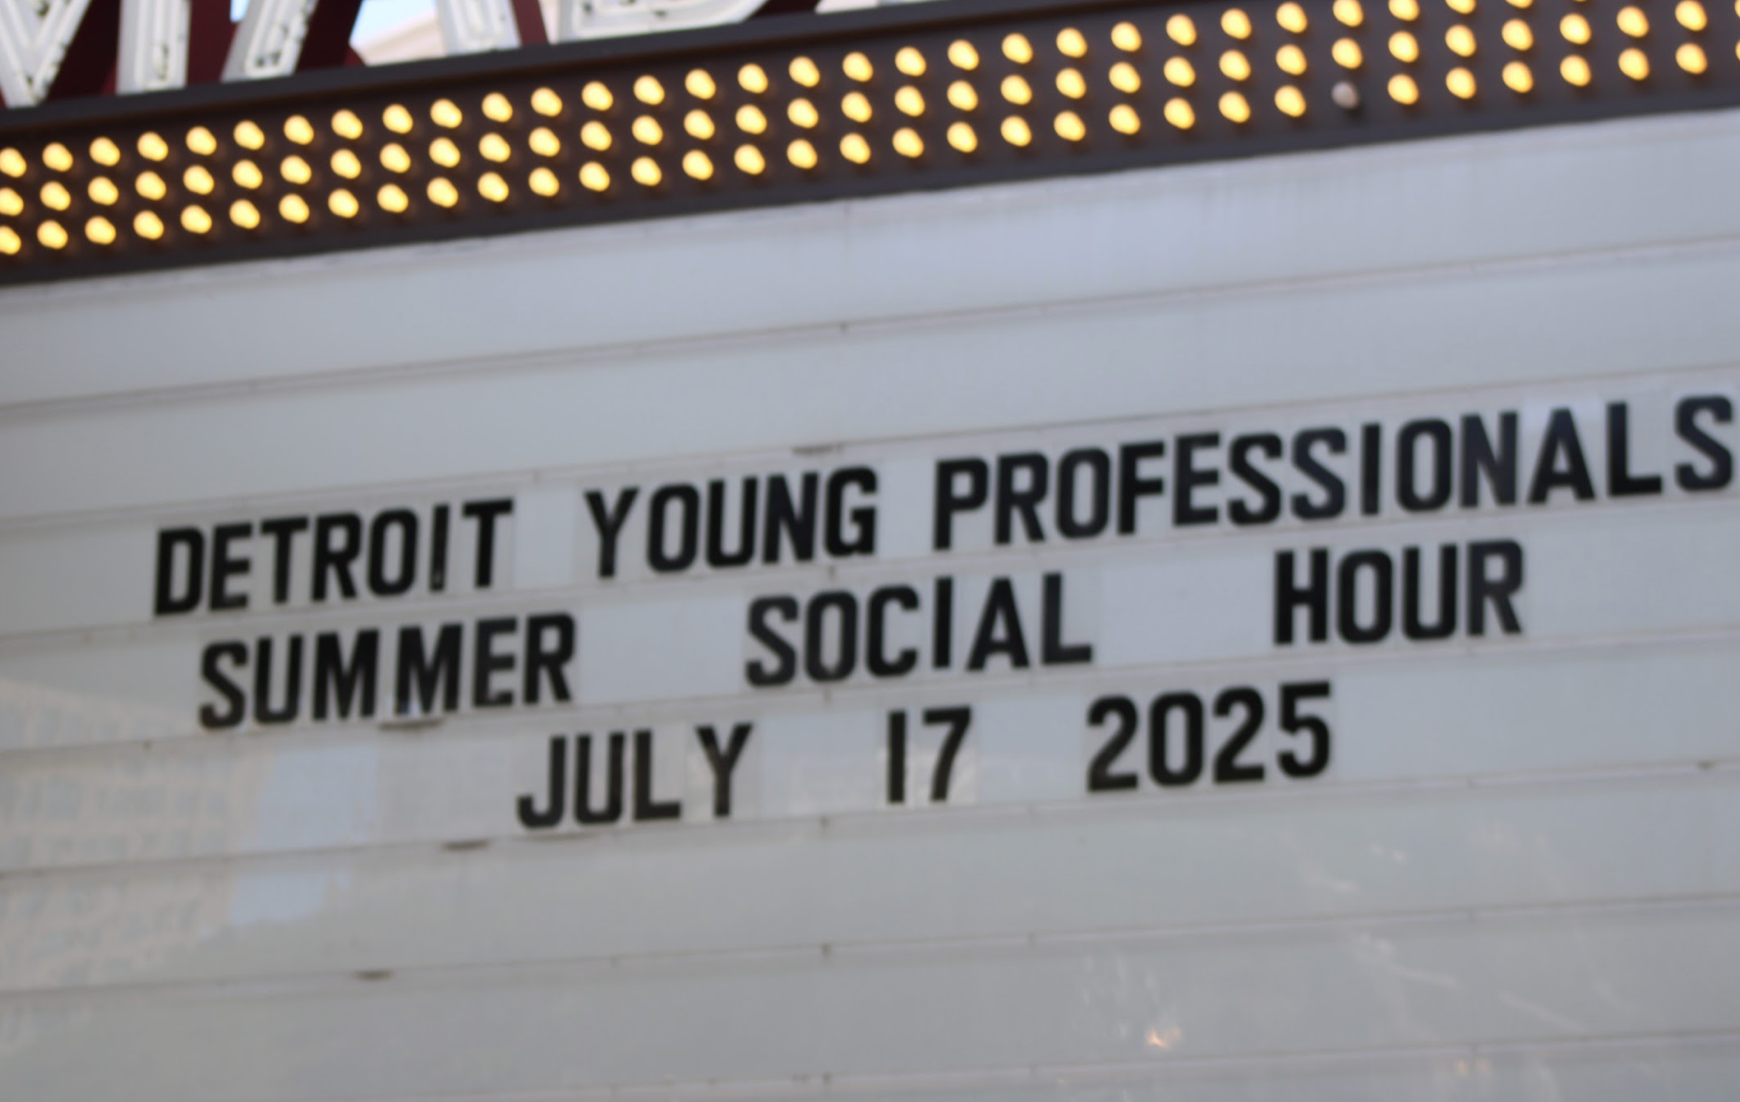 DETROIT YOUNG PROFESSIONALS
SUMMER SOCIAL HOUR
JULY 17 2025